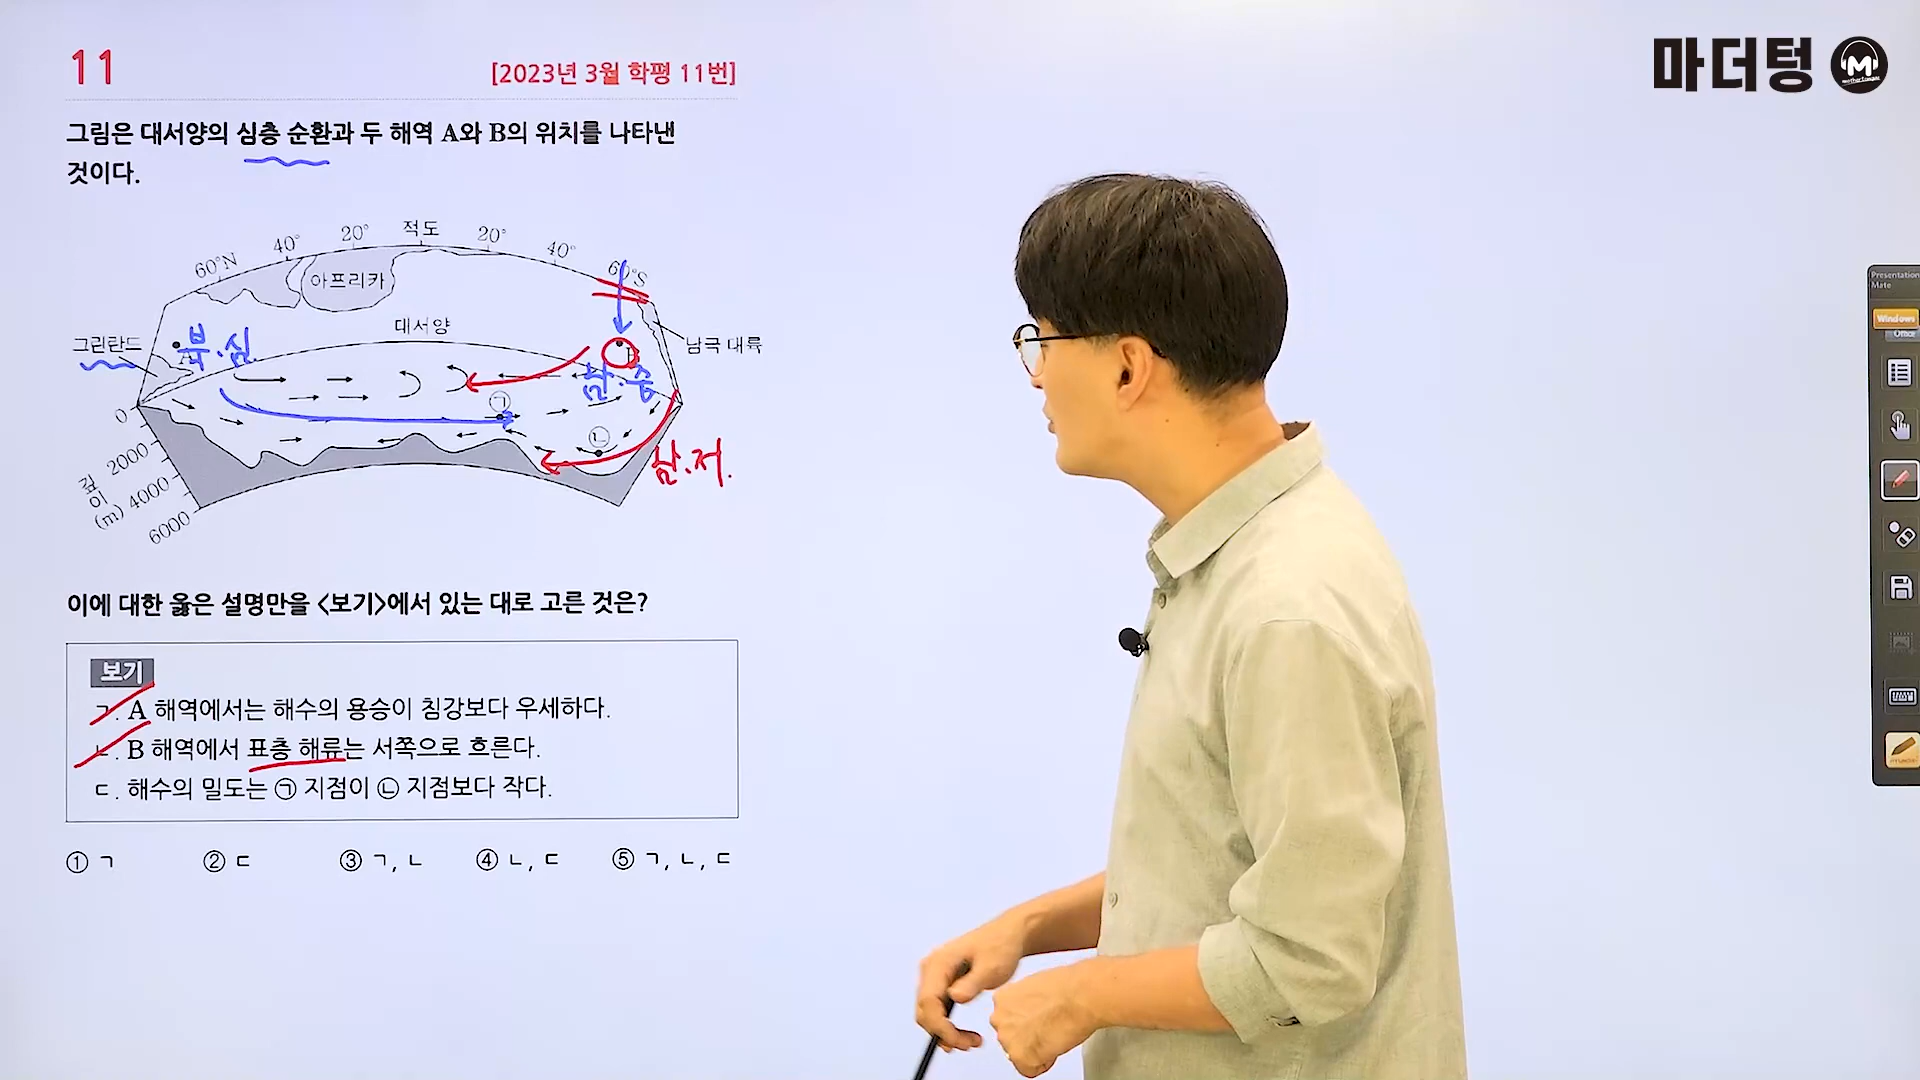 마더텅
M
11
[2023년 3월 학평 11번]
그림은 대서양의 심층 순환과 두 해역 A와 B의 위치를 나타낸
것이다.
60°N 40° 20° 적도 20° 40° 60°S
아프리카
대서양
그린란드
A
북.심
남극 대륙
B
남.중
㉠
㉡
남.저.
0
2000
4000
6000
깊이(m)
이에 대한 옳은 설명만을 <보기>에서 있는 대로 고른 것은?
보기
ㄱ. A 해역에서는 해수의 용승이 침강보다 우세하다.
ㄴ. B 해역에서 표층 해류는 서쪽으로 흐른다.
ㄷ. 해수의 밀도는 ㉠ 지점이 ㉡ 지점보다 작다.
① ㄱ ② ㄷ ③ ㄱ, ㄴ ④ ㄴ, ㄷ ⑤ ㄱ, ㄴ, ㄷ
Presentation
Mate
Windows
Office